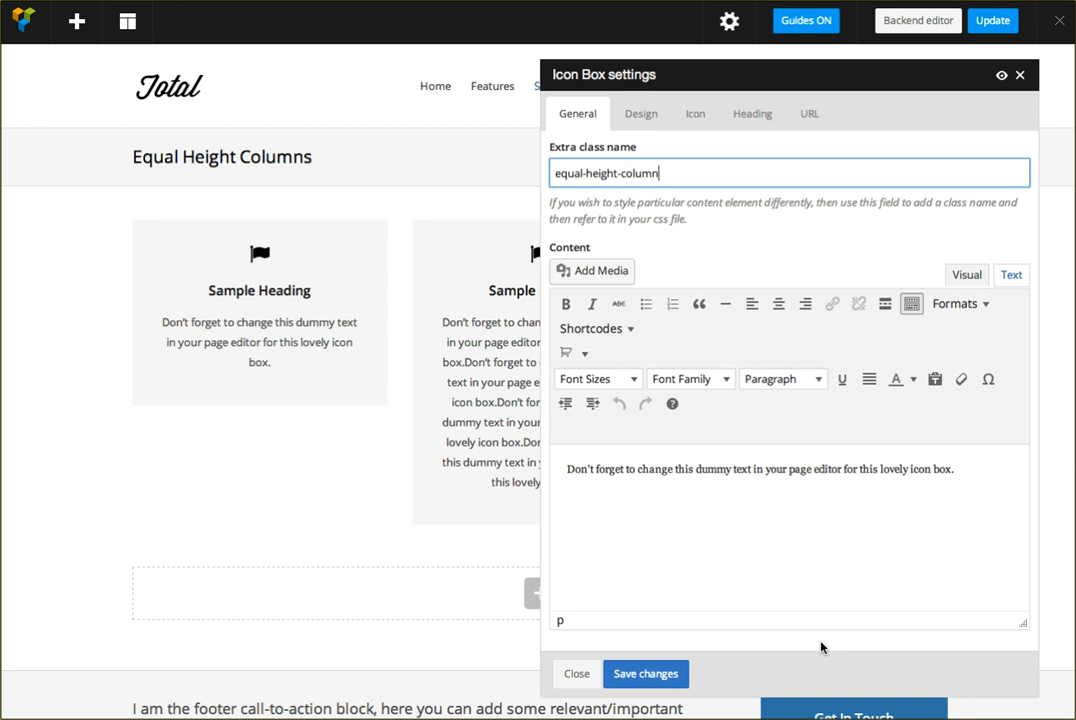 Guides ON
Backend editor
Update
Total
Home
Features
S
Equal Height Columns
Icon Box settings
General
Design
Icon
Heading
URL
Extra class name
equal-height-column
If you wish to style particular content element differently, then use this field to add a class name and
then refer to it in your css file.
Content
Add Media
Visual
Text
B
I
ABC
Formats
Shortcodes
Font Sizes
Font Family
Paragraph
U
A
Ω
Don't forget to change this dummy text in your page editor for this lovely icon box.
p
Close
Save changes
Sample Heading
Don't forget to change this dummy text
in your page editor for this lovely icon
box.
Sample
Don't forget to chan
in your page editor
box.Don't forget to
text in your page e
icon box.Don't for
dummy text in your
lovely icon box.Don
this dummy text in
this lovely
I am the footer call-to-action block, here you can add some relevant/important
Get In Touch